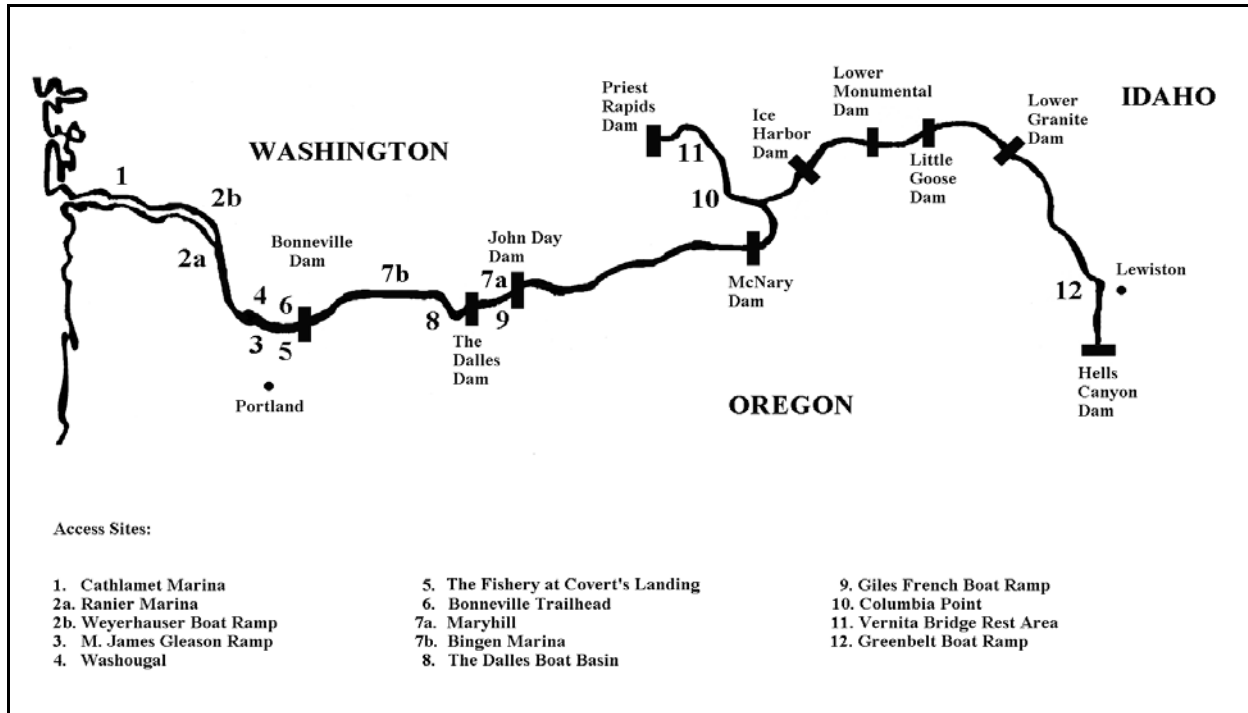 Priest
Rapids
Dam
Lower
Monumental
Dam
Ice
Harbor
Dam
Lower
Granite
Dam
IDAHO
WASHINGTON
11
Little
Goose
Dam
1
2b
10
2a
Bonneville
Dam
7b
John Day
Dam
7a
McNary
Dam
12
Lewiston
4
6
3
5
8
9
The
Dalles
Dam
Portland
OREGON
Hells
Canyon
Dam
Access Sites:
1. Cathlamet Marina
2a. Ranier Marina
2b. Weyerhauser Boat Ramp
3. M. James Gleason Ramp
4. Washougal
5. The Fishery at Covert's Landing
6. Bonneville Trailhead
7a. Maryhill
7b. Bingen Marina
8. The Dalles Boat Basin
9. Giles French Boat Ramp
10. Columbia Point
11. Vernita Bridge Rest Area
12. Greenbelt Boat Ramp